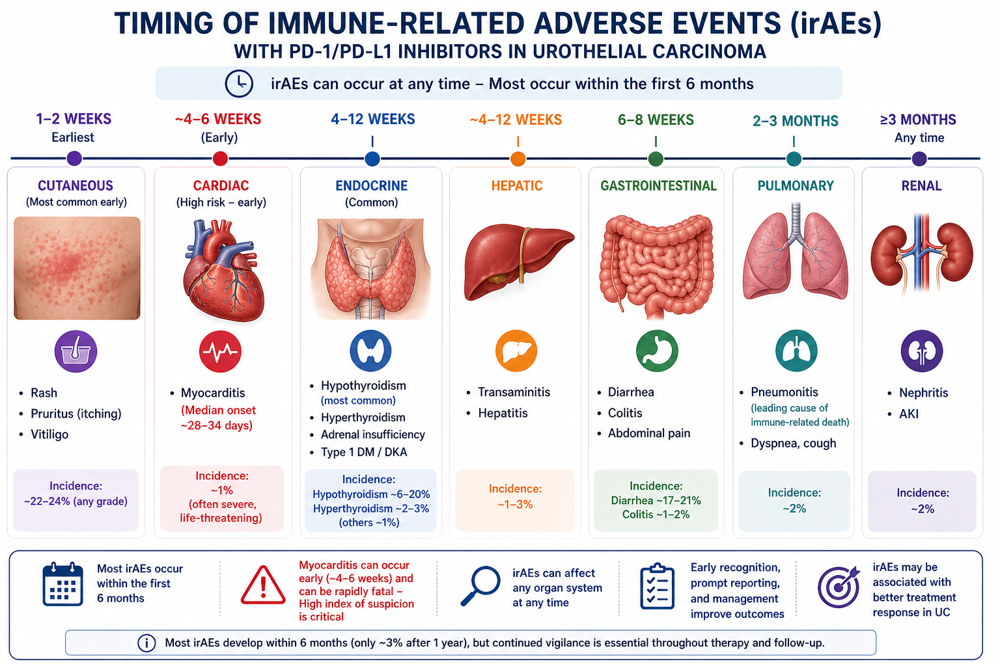 TIMING OF IMMUNE-RELATED ADVERSE EVENTS (irAEs)
WITH PD-1/PD-L1 INHIBITORS IN UROTHELIAL CARCINOMA
irAEs can occur at any time – Most occur within the first 6 months
1–2 WEEKS
Earliest
~4–6 WEEKS
(Early)
4–12 WEEKS
~4–12 WEEKS
6–8 WEEKS
2–3 MONTHS
≥3 MONTHS
Any time
CUTANEOUS
(Most common early)
• Rash
• Pruritus (itching)
• Vitiligo
Incidence:
~22–24% (any grade)
CARDIAC
(High risk – early)
• Myocarditis
(Median onset
~28–34 days)
Incidence:
~1%
(often severe,
life-threatening)
ENDOCRINE
(Common)
• Hypothyroidism
(most common)
• Hyperthyroidism
• Adrenal insufficiency
• Type 1 DM / DKA
Incidence:
Hypothyroidism ~6–20%
Hyperthyroidism ~2–3%
(others ~1%)
HEPATIC
• Transaminitis
• Hepatitis
Incidence:
~1–3%
GASTROINTESTINAL
• Diarrhea
• Colitis
• Abdominal pain
Incidence:
Diarrhea ~17–21%
Colitis ~1–2%
PULMONARY
• Pneumonitis
(leading cause of
immune-related death)
• Dyspnea, cough
Incidence:
~2%
RENAL
• Nephritis
• AKI
Incidence:
~2%
Most irAEs occur
within the first
6 months
Myocarditis can occur
early (~4–6 weeks) and
can be rapidly fatal –
High index of suspicion
is critical
irAEs can affect
any organ system
at any time
Early recognition,
prompt reporting,
and management
improve outcomes
irAEs may be
associated with
better treatment
response in UC
Most irAEs develop within 6 months (only ~3% after 1 year), but continued vigilance is essential throughout therapy and follow-up.